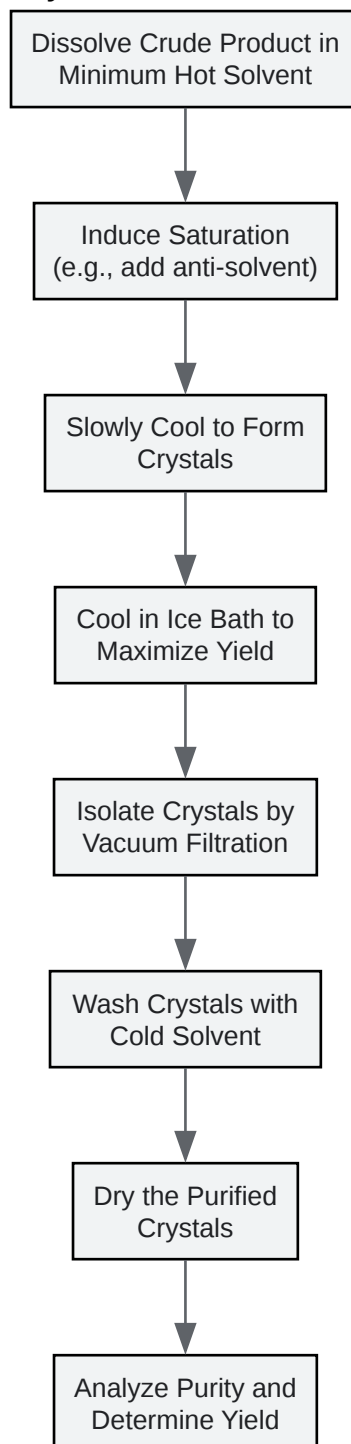 Dissolve Crude Product in
Minimum Hot Solvent
Induce Saturation
(e.g., add anti-solvent)
Slowly Cool to Form
Crystals
Cool in Ice Bath to
Maximize Yield
Isolate Crystals by
Vacuum Filtration
Wash Crystals with
Cold Solvent
Dry the Purified
Crystals
Analyze Purity and
Determine Yield